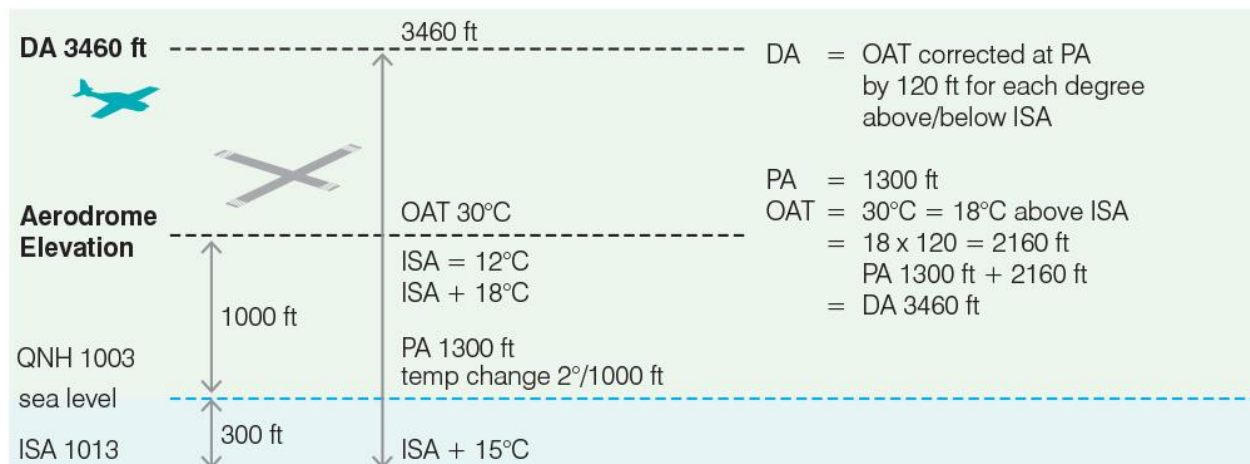 DA 3460 ft
3460 ft
DA = OAT corrected at PA
by 120 ft for each degree
above/below ISA
PA = 1300 ft
OAT = 30°C = 18°C above ISA
= 18 x 120 = 2160 ft
PA 1300 ft + 2160 ft
= DA 3460 ft
Aerodrome
Elevation
OAT 30°C
ISA = 12°C
ISA + 18°C
1000 ft
PA 1300 ft
temp change 2°/1000 ft
QNH 1003
sea level
300 ft
ISA 1013
ISA + 15°C